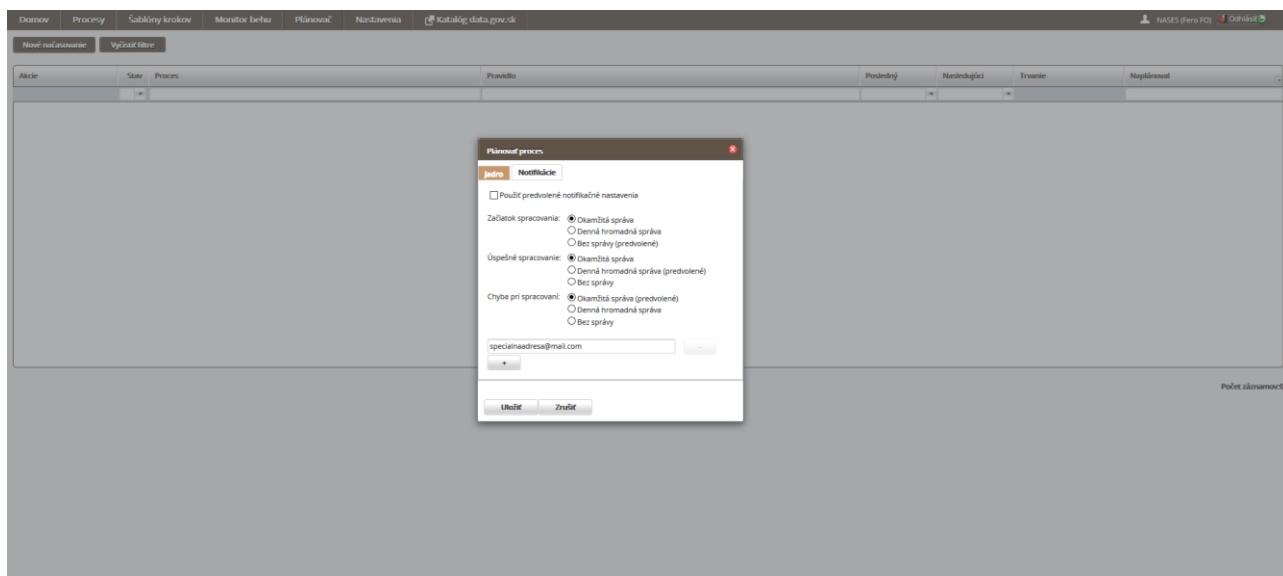 Domov Procesy Šablóny krokov Monitor behu Plánovač Nastavenia Katalóg data.gov.sk NASES (Fero FO) Odhlásiť
Nové načasovanie Vyčistiť filtre
Akcie Stav Proces Pravidlo Posledný Nasledujúci Trvanie Naplánoval
Plánovať proces
Jadro Notifikácie
Použiť predvolené notifikačné nastavenia
Začiatok spracovania: Okamžitá správa
Denná hromadná správa
Bez správy (predvolené)
Úspešné spracovanie: Okamžitá správa
Denná hromadná správa (predvolené)
Bez správy
Chyba pri spracovaní: Okamžitá správa (predvolené)
Denná hromadná správa
Bez správy
specialnaadresa@mail.com -
+
Počet záznamov:0
Uložiť Zrušiť